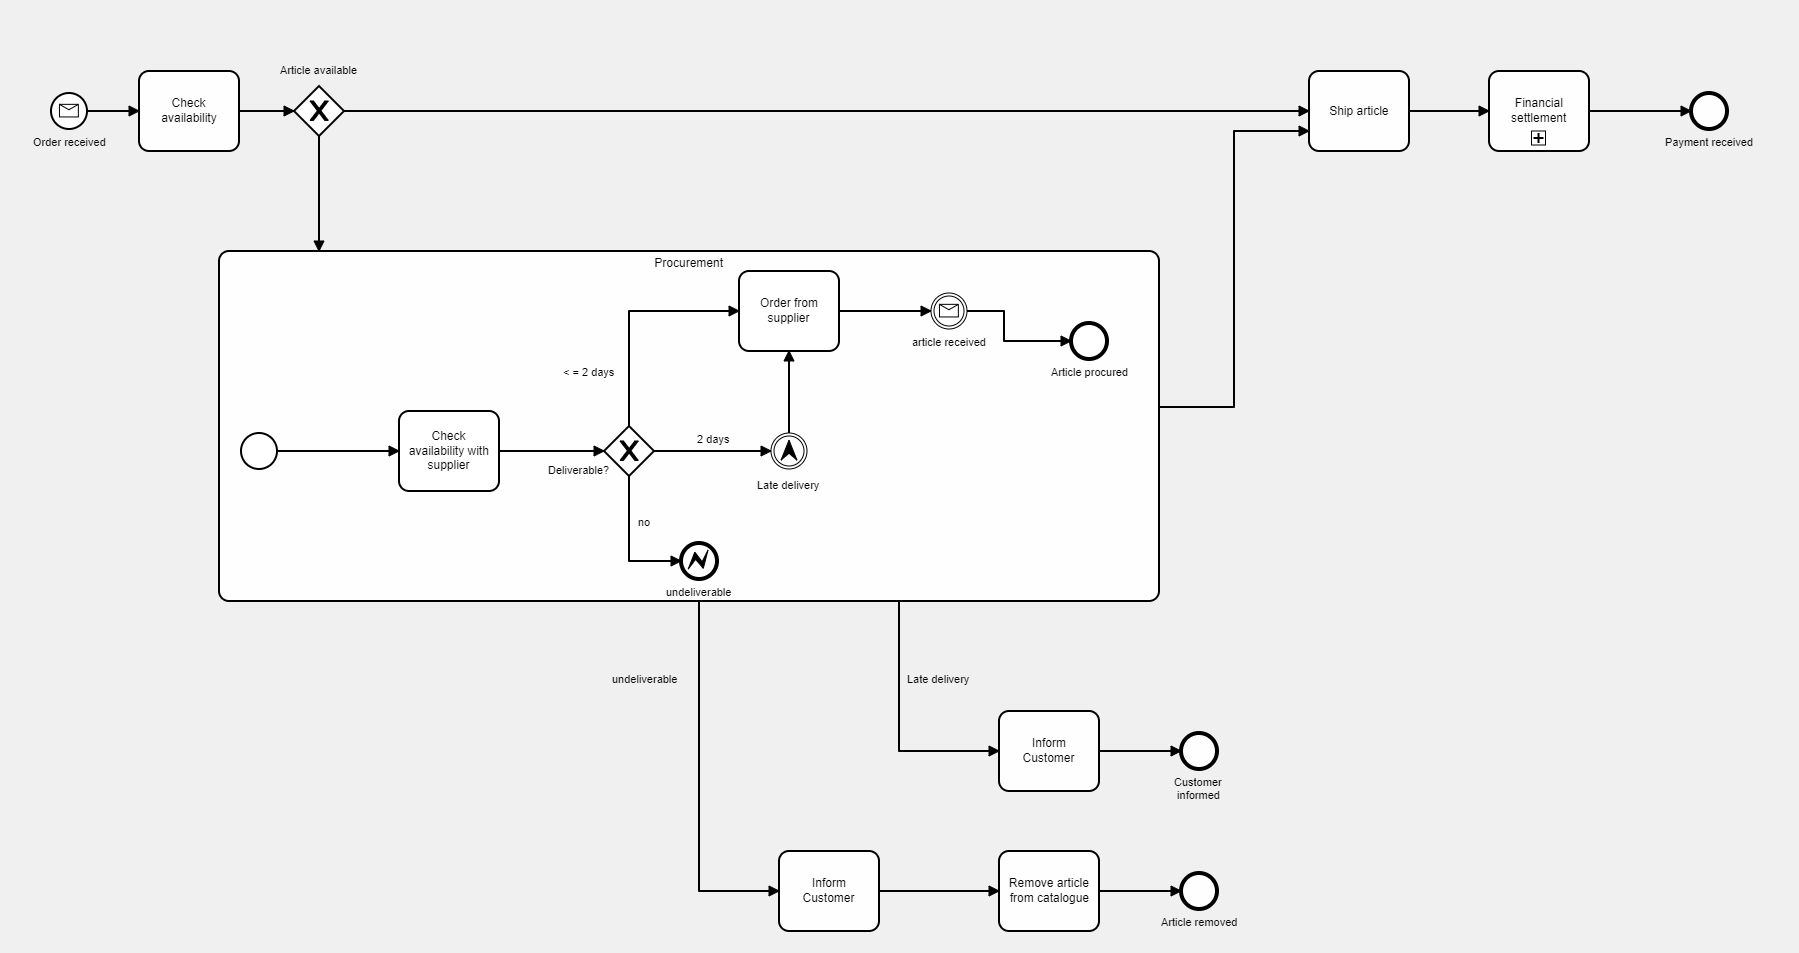 Article available
Check
availability
Order received
Ship article
Financial
settlement
Payment received
Procurement
Order from
supplier
article received
Article procured
< = 2 days
Check
availability with
supplier
Deliverable?
2 days
Late delivery
no
undeliverable
undeliverable
Late delivery
Inform
Customer
Customer
informed
Inform
Customer
Remove article
from catalogue
Article removed